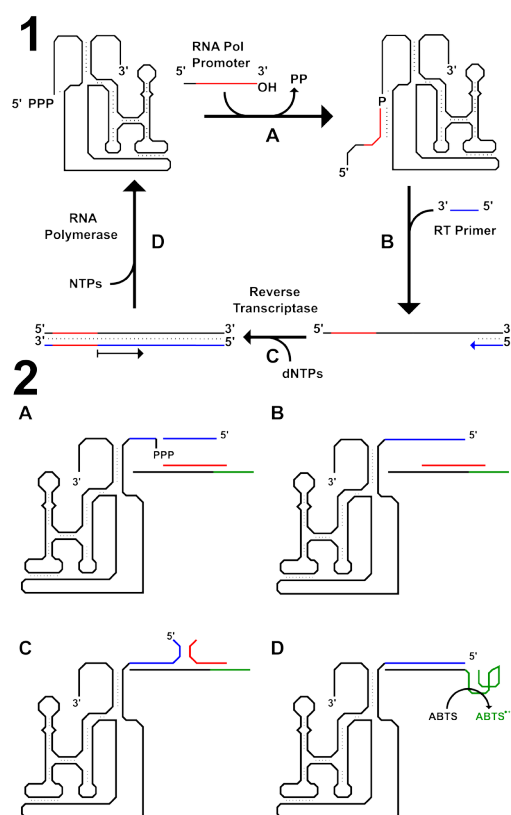 1
RNA Pol
Promoter
5' 3'
OH
PP
A
3'
5' PPP
3'
P
5'
B
3' 5'
RT Primer
RNA
Polymerase
D
NTPs
Reverse
Transcriptase
C
dNTPs
5' 3'
3' 5'
5' 3
5
2
A
5'
PPP
3'
B
5'
3'
C
5'
3'
D
5'
3'
ABTS ABTS•-